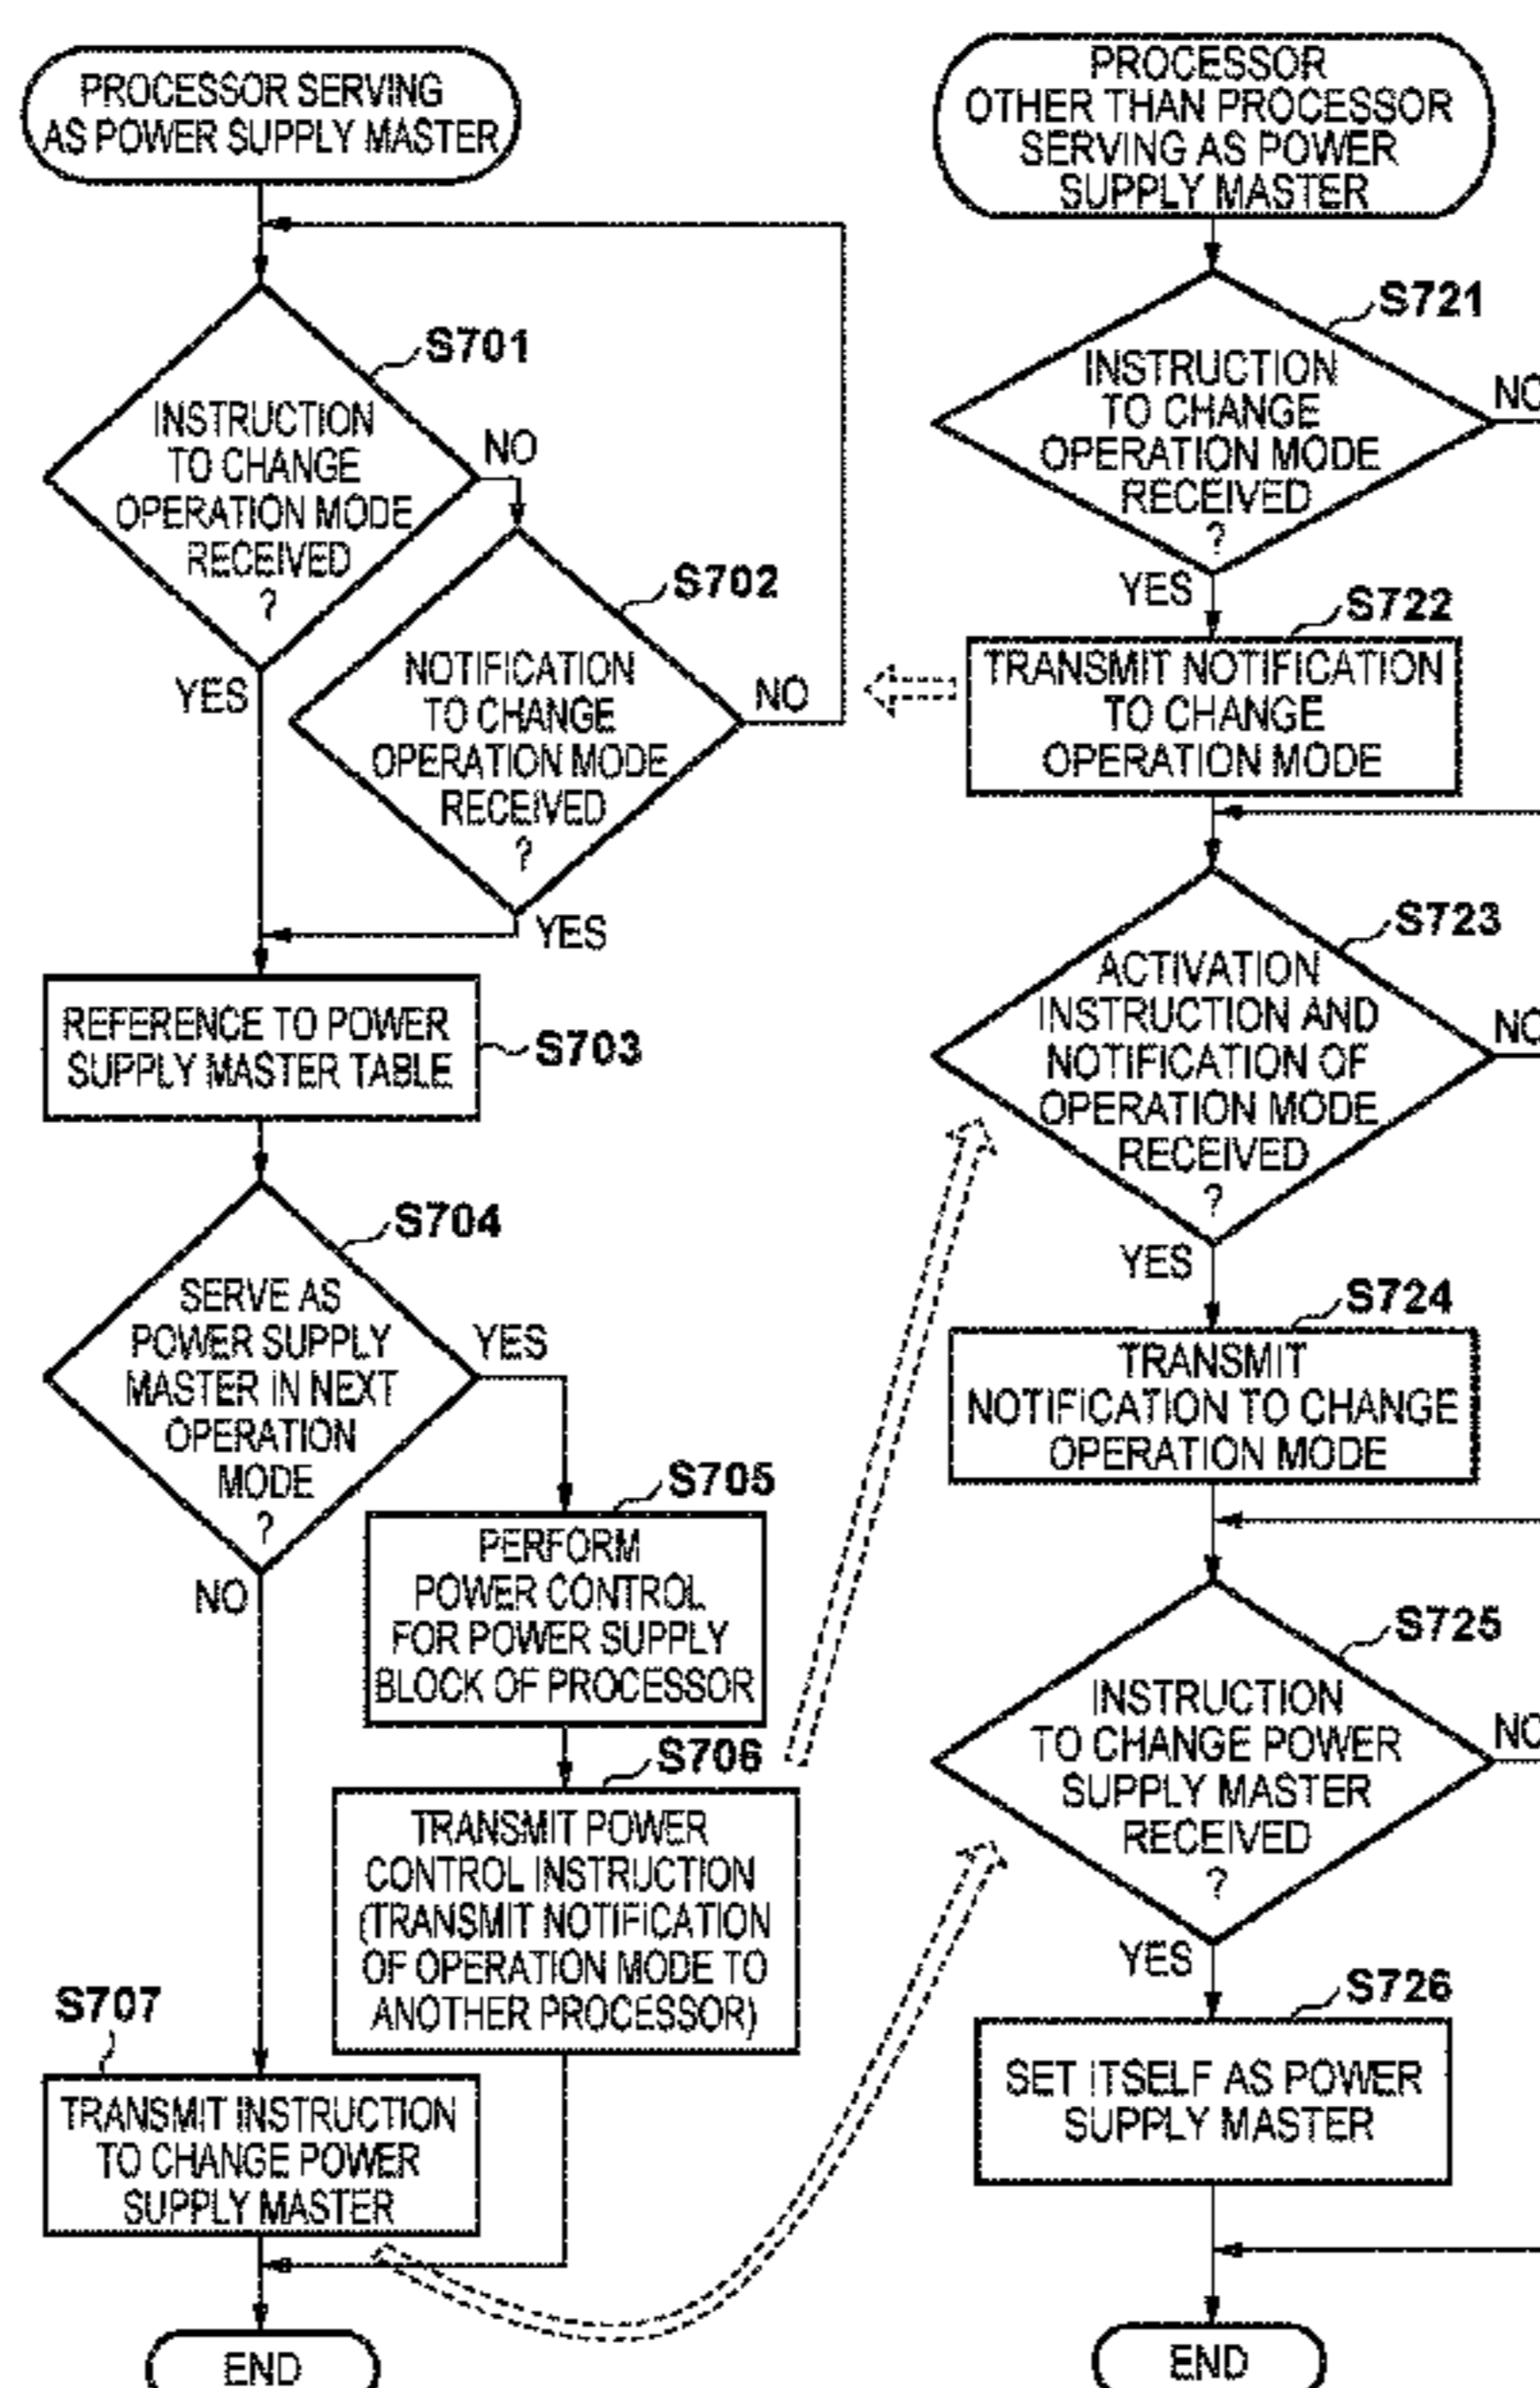 PROCESSOR SERVING
AS POWER SUPPLY MASTER
S701
INSTRUCTION
TO CHANGE
OPERATION MODE
RECEIVED
?
NO
YES
S702
NOTIFICATION
TO CHANGE
OPERATION MODE
RECEIVED
?
NO
YES
REFERENCE TO POWER
SUPPLY MASTER TABLE
S703
S704
SERVE AS
POWER SUPPLY
MASTER IN NEXT
OPERATION
MODE
?
YES
NO
S705
PERFORM
POWER CONTROL
FOR POWER SUPPLY
BLOCK OF PROCESSOR
S706
TRANSMIT POWER
CONTROL INSTRUCTION
(TRANSMIT NOTIFICATION
OF OPERATION MODE TO
ANOTHER PROCESSOR)
S707
TRANSMIT INSTRUCTION
TO CHANGE POWER
SUPPLY MASTER
END
PROCESSOR
OTHER THAN PROCESSOR
SERVING AS POWER
SUPPLY MASTER
S721
INSTRUCTION
TO CHANGE
OPERATION MODE
RECEIVED
?
NO
YES
S722
TRANSMIT NOTIFICATION
TO CHANGE
OPERATION MODE
S723
ACTIVATION
INSTRUCTION AND
NOTIFICATION OF
OPERATION MODE
RECEIVED
?
NO
YES
S724
TRANSMIT
NOTIFICATION TO CHANGE
OPERATION MODE
S725
INSTRUCTION
TO CHANGE POWER
SUPPLY MASTER
RECEIVED
?
NO
YES
S726
SET ITSELF AS POWER
SUPPLY MASTER
END